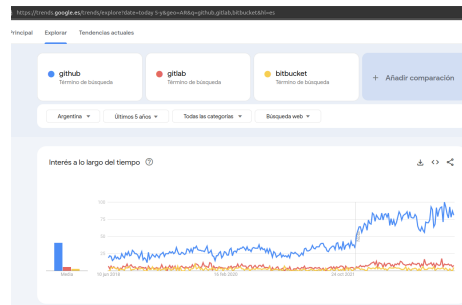 https://trends.google.es/trends/explore?date=today 5-y&geo=AR&q=github,gitlab,bitbucket&hl=es
Principal Explorar Tendencias actuales
github
Término de búsqueda
gitlab
Término de búsqueda
bitbucket
Término de búsqueda
+ Añadir comparación
Argentina Últimos 5 años Todas las categorías Búsqueda web
Interés a lo largo del tiempo
100
75
50
25
Media
10 jun 2018
16 feb 2020
24 oct 2021